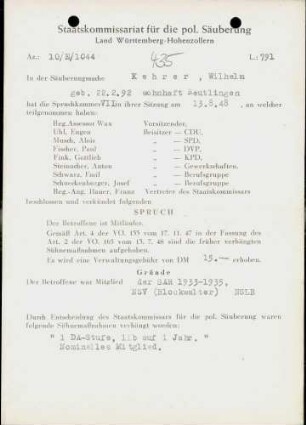 Staatskommissariat für die pol. Säuberung
Land Württemberg-Hohenzollern
Az.: 10/B/1044
435
L: 791
In der Säuberungssache Kehrer, Wilhelm
geb. 22.2.92 wohnhaft Reutlingen
hat die Spruchkammer VII in ihrer Sitzung am 13.8.48, an welcher
teilgenommen haben:
Reg.Assessor Wax Vorsitzender,
Uhl, Eugen Beisitzer — CDU,
Musch, Alois „ — SPD,
Fischer, Paul „ — DVP,
Fink, Gottlieb „ — KPD,
Steinacher, Anton „ — Gewerkschaften.
Schwarz, Emil „ — Berufsgruppe
Schneckenburger, Josef „ — Berufsgruppe
Reg.-Ang. Hauer, Franz Vertreter des Staatskommissars
beschlossen und verkündet folgenden
SPRUCH
Der Betroffene ist Mitläufer.
Gemäß Art. 4 der VO. 133 vom 17. 11. 47 in der Fassung des
Art. 2 der VO. 165 vom 13. 7. 48 sind die früher verhängten
Sühnemaßnahmen aufgehoben.
Es wird eine Verwaltungsgebühr von DM 15.— erhoben.
Gründe
Der Betroffene war Mitglied der SAR 1933-1935,
NSV (Blockwalter) NSLB
Durch Entscheidung des Staatskommissars für die pol. Säuberung waren
folgende Sühnemaßnahmen verhängt worden:
" 1 DA-Stufe, auf 1 Jahr. "
Nominelles Mitglied.